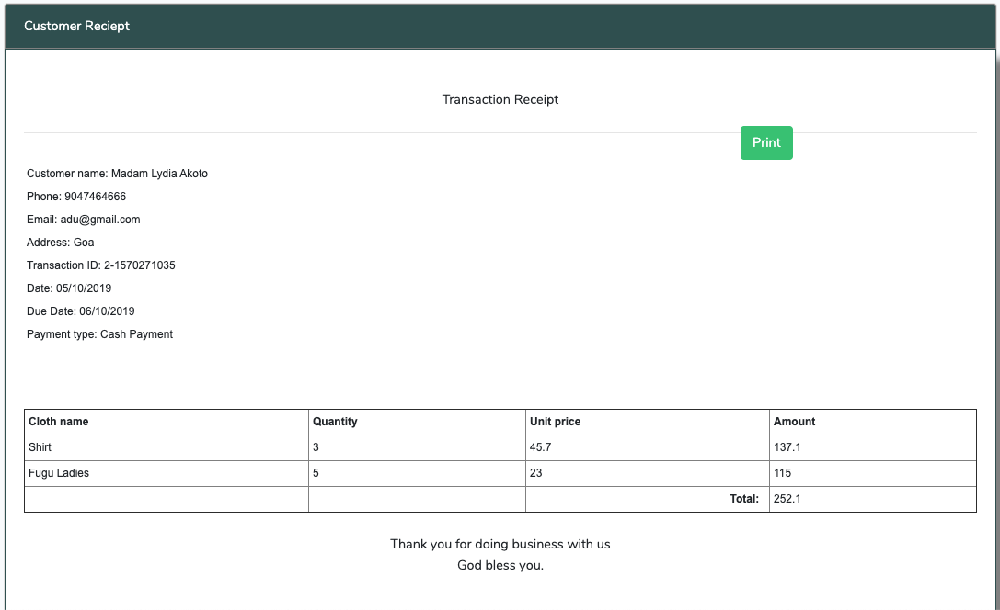 Customer Reciept
Transaction Receipt
Print
Customer name: Madam Lydia Akoto
Phone: 9047464666
Email: adu@gmail.com
Address: Goa
Transaction ID: 2-1570271035
Date: 05/10/2019
Due Date: 06/10/2019
Payment type: Cash Payment
Cloth name Quantity Unit price Amount
Shirt 3 45.7 137.1
Fugu Ladies 5 23 115
Total: 252.1
Thank you for doing business with us
God bless you.